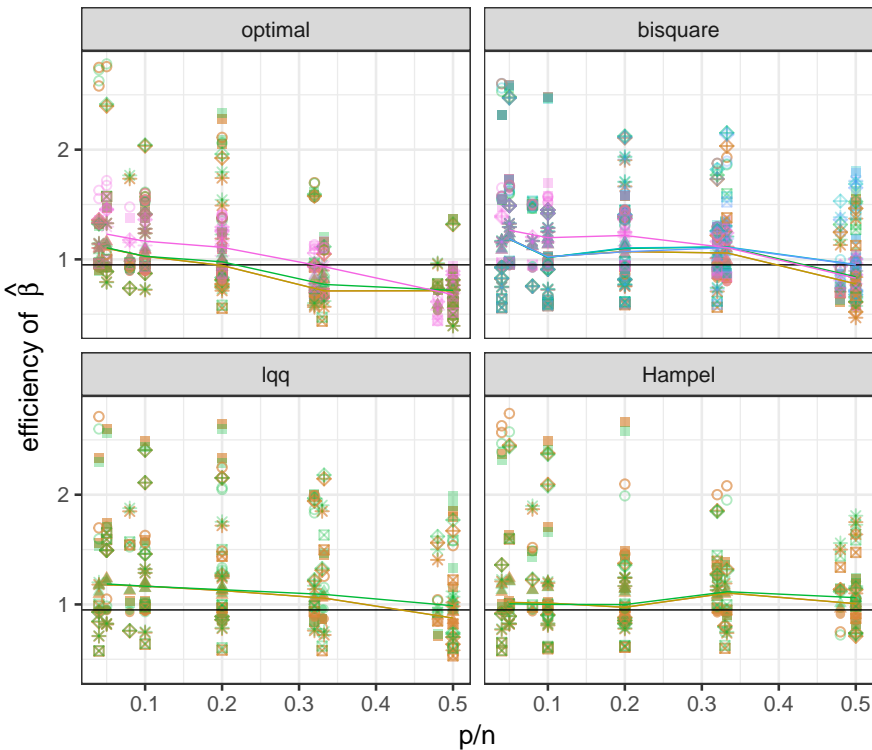 optimal
bisquare
2
1
lqq
Hampel
2
1
0.1 0.2 0.3 0.4 0.5
0.1 0.2 0.3 0.4 0.5
p/n
efficiency of β̂